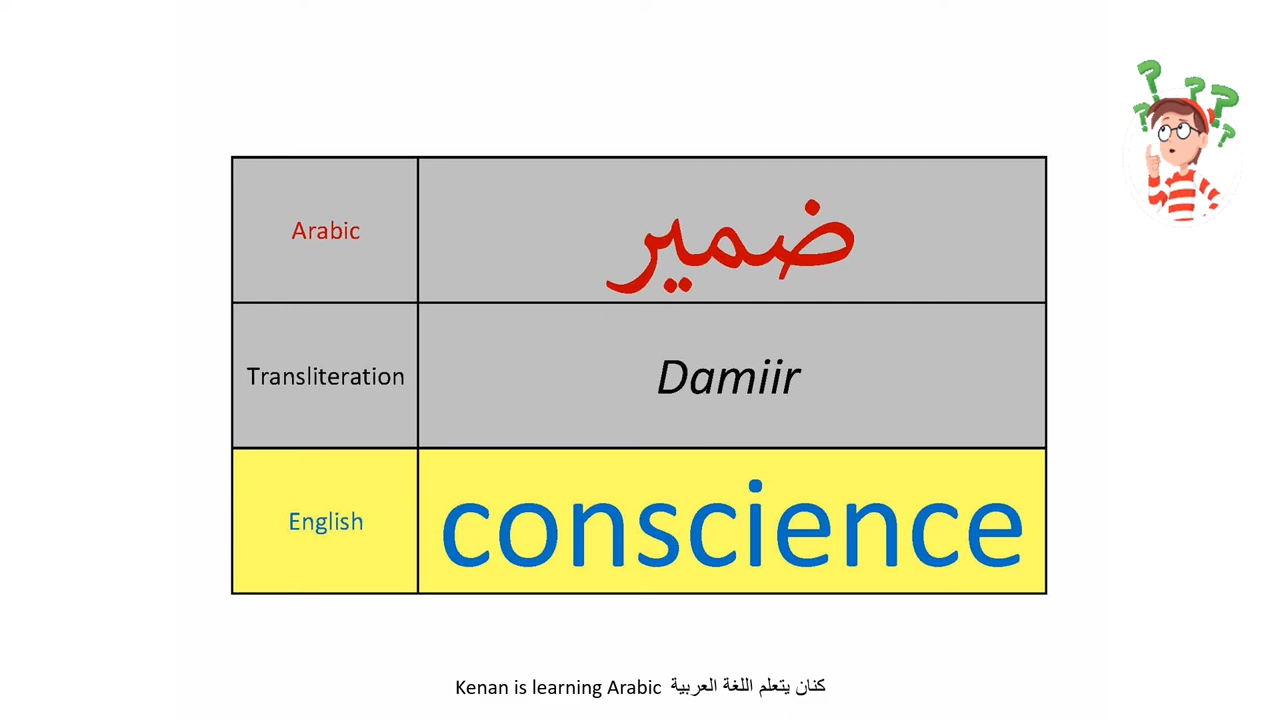 Arabic ضمير
Transliteration Damiir
English conscience
Kenan is learning Arabic كنان يتعلم اللغة العربية